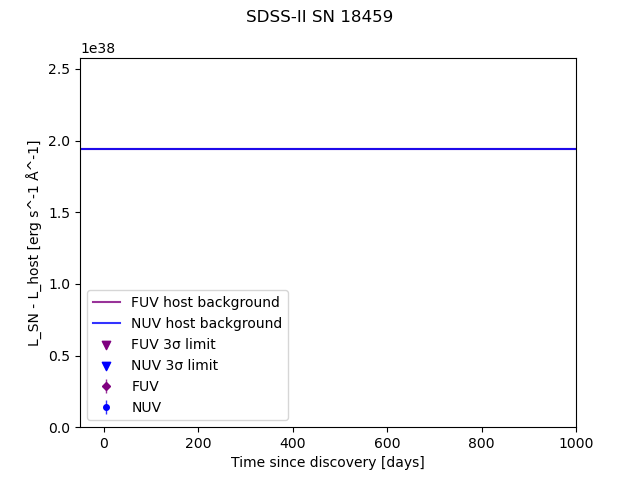 SDSS-II SN 18459
1e38
2.5
2.0
1.5
1.0
0.5
0.0
L_SN - L_host [erg s^-1 Å^-1]
FUV host background
NUV host background
FUV 3σ limit
NUV 3σ limit
FUV
NUV
0 200 400 600 800 1000
Time since discovery [days]